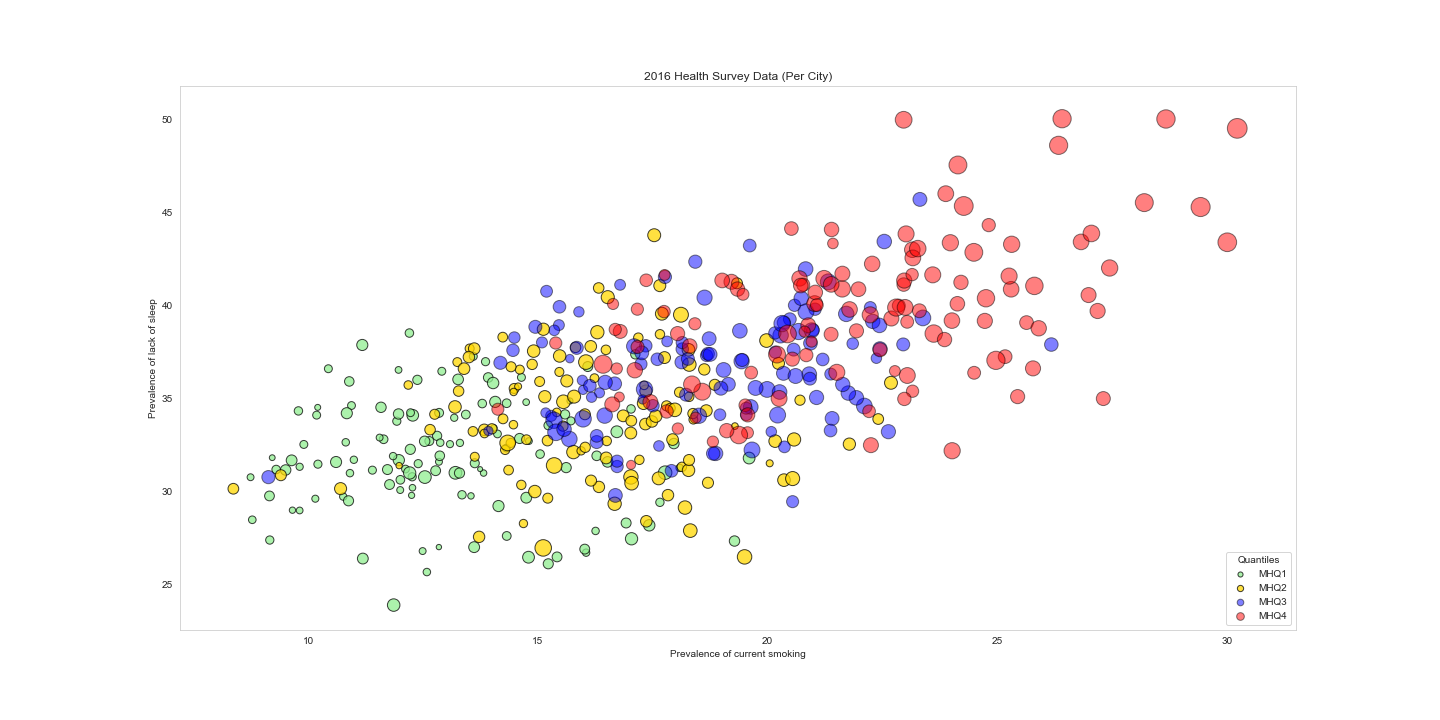 2016 Health Survey Data (Per City)
50
45
40
35
30
25
Prevalence of lack of sleep
10
15
20
25
30
Prevalence of current smoking
Quantiles
MHQ1
MHQ2
MHQ3
MHQ4